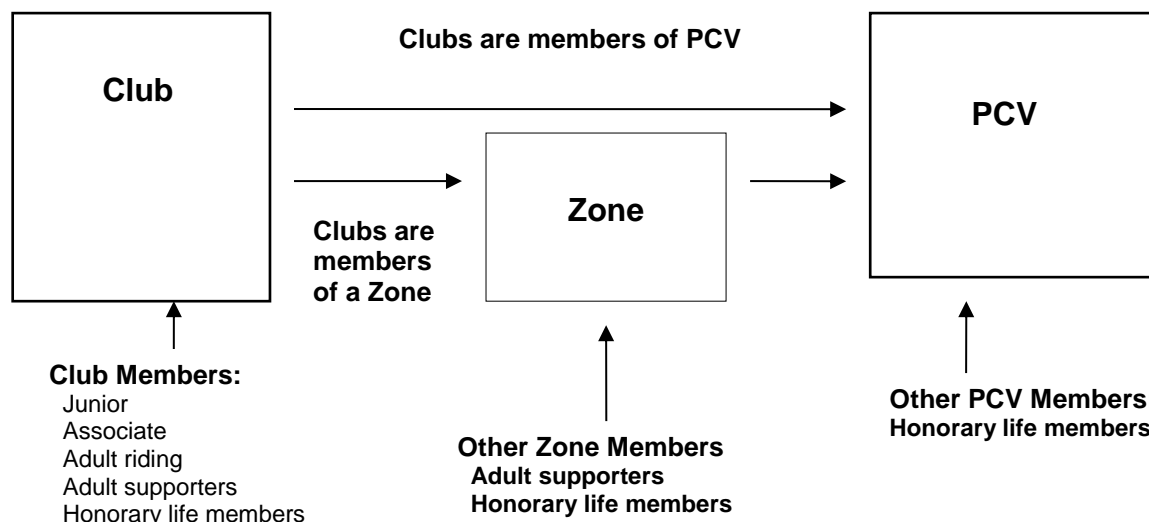 Clubs are members of PCV
Club
PCV
Zone
Clubs are
members
of a Zone
Club Members:
Junior
Associate
Adult riding
Adult supporters
Honorary life members
Other Zone Members
Adult supporters
Honorary life members
Other PCV Members
Honorary life members